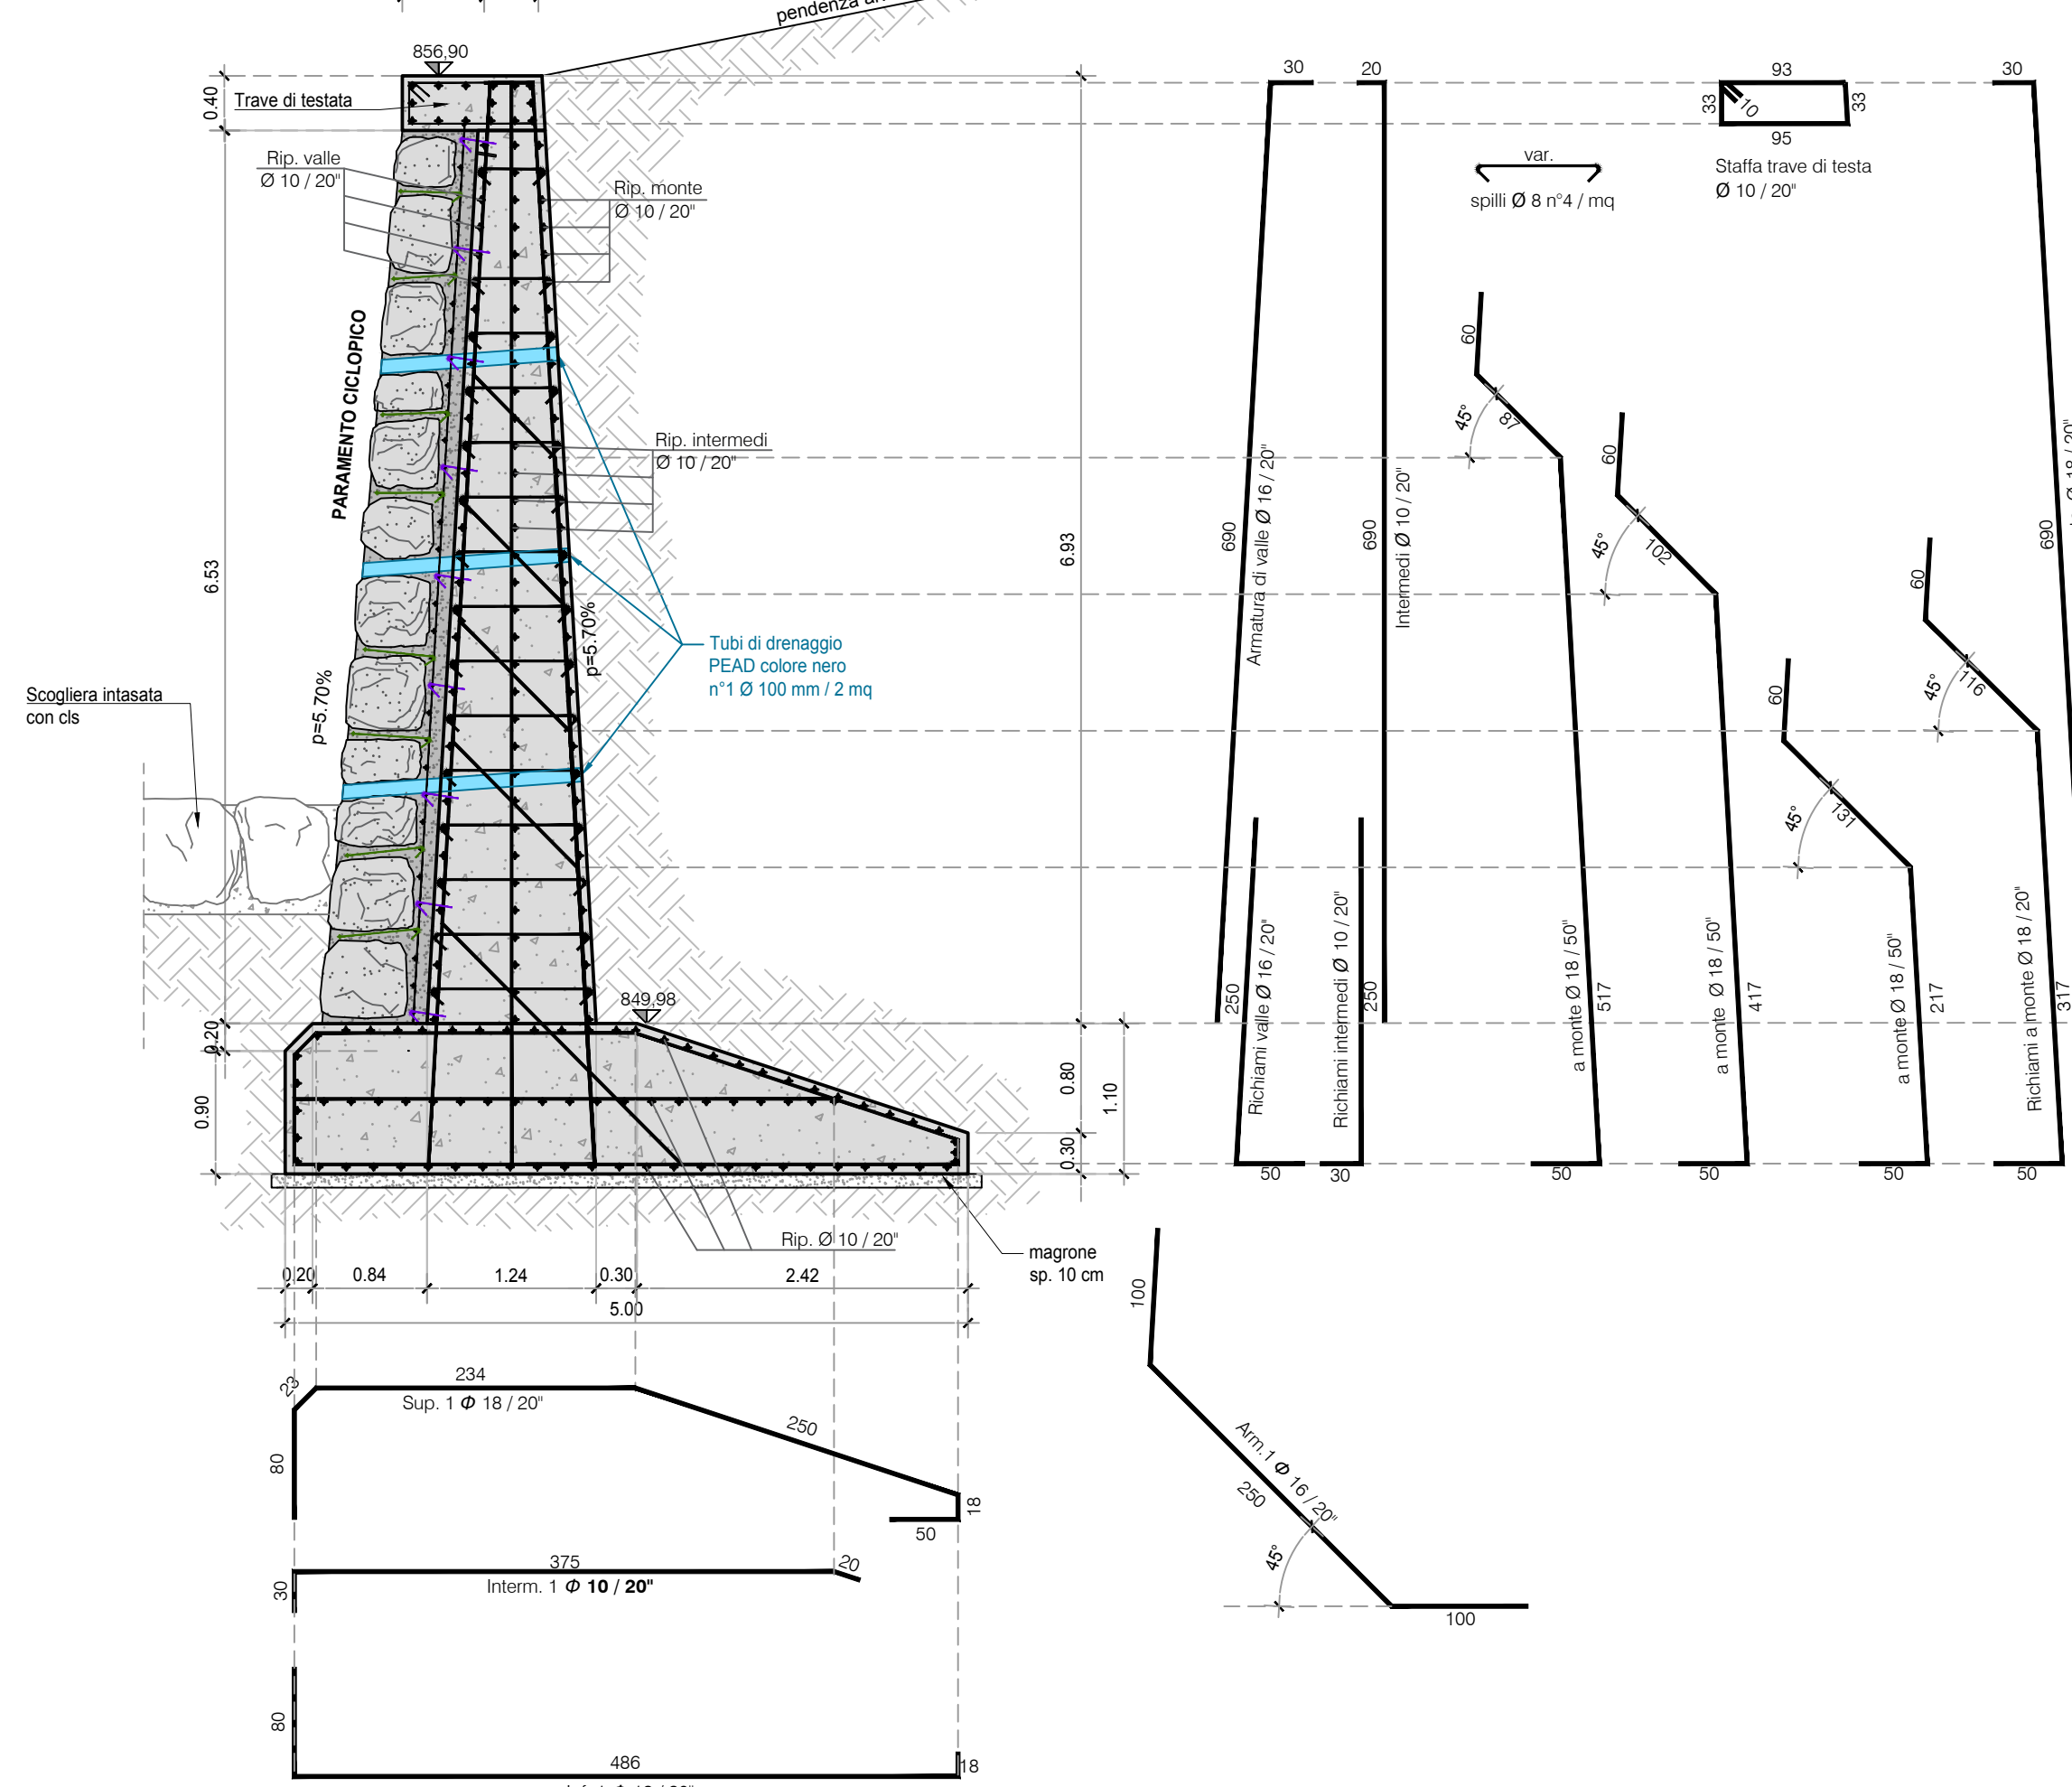 pendenza
856,90
0.40
Trave di testata
Rip. valle
Ø 10 / 20"
Rip. monte
Ø 10 / 20"
PARAMENTO CICLOPICO
6.53
Rip. intermedi
Ø 10 / 20"
p=5.70%
p=5.70%
Tubi di drenaggio
PEAD colore nero
n°1 Ø 100 mm / 2 mq
Scogliera intasata
con cls
849,98
0.20
0.90
6.93
0.80
1.10
0.30
Rip. Ø 10 / 20"
magrone
sp. 10 cm
0.20
0.84
1.24
0.30
2.42
5.00
30
20
93
30
33
10
33
95
Staffa trave di testa
Ø 10 / 20"
var.
spilli Ø 8 n°4 / mq
690
Armatura di valle Ø 16 / 20"
690
Intermedi Ø 10 / 20"
250
Richiami valle Ø 16 / 20"
50
Richiami intermedi Ø 10 / 20"
250
30
60
87
45°
a monte Ø 18 / 50"
517
50
60
102
45°
a monte Ø 18 / 50"
417
50
60
131
45°
a monte Ø 18 / 50"
217
50
60
116
45°
Richiami a monte Ø 18 / 20"
317
50
690
Ø 18 / 20"
23
234
Sup. 1 Φ 18 / 20"
250
80
18
50
375
20
Interm. 1 Φ 10 / 20"
30
80
486
18
100
Arm.1 Φ 16 / 20"
250
45°
100